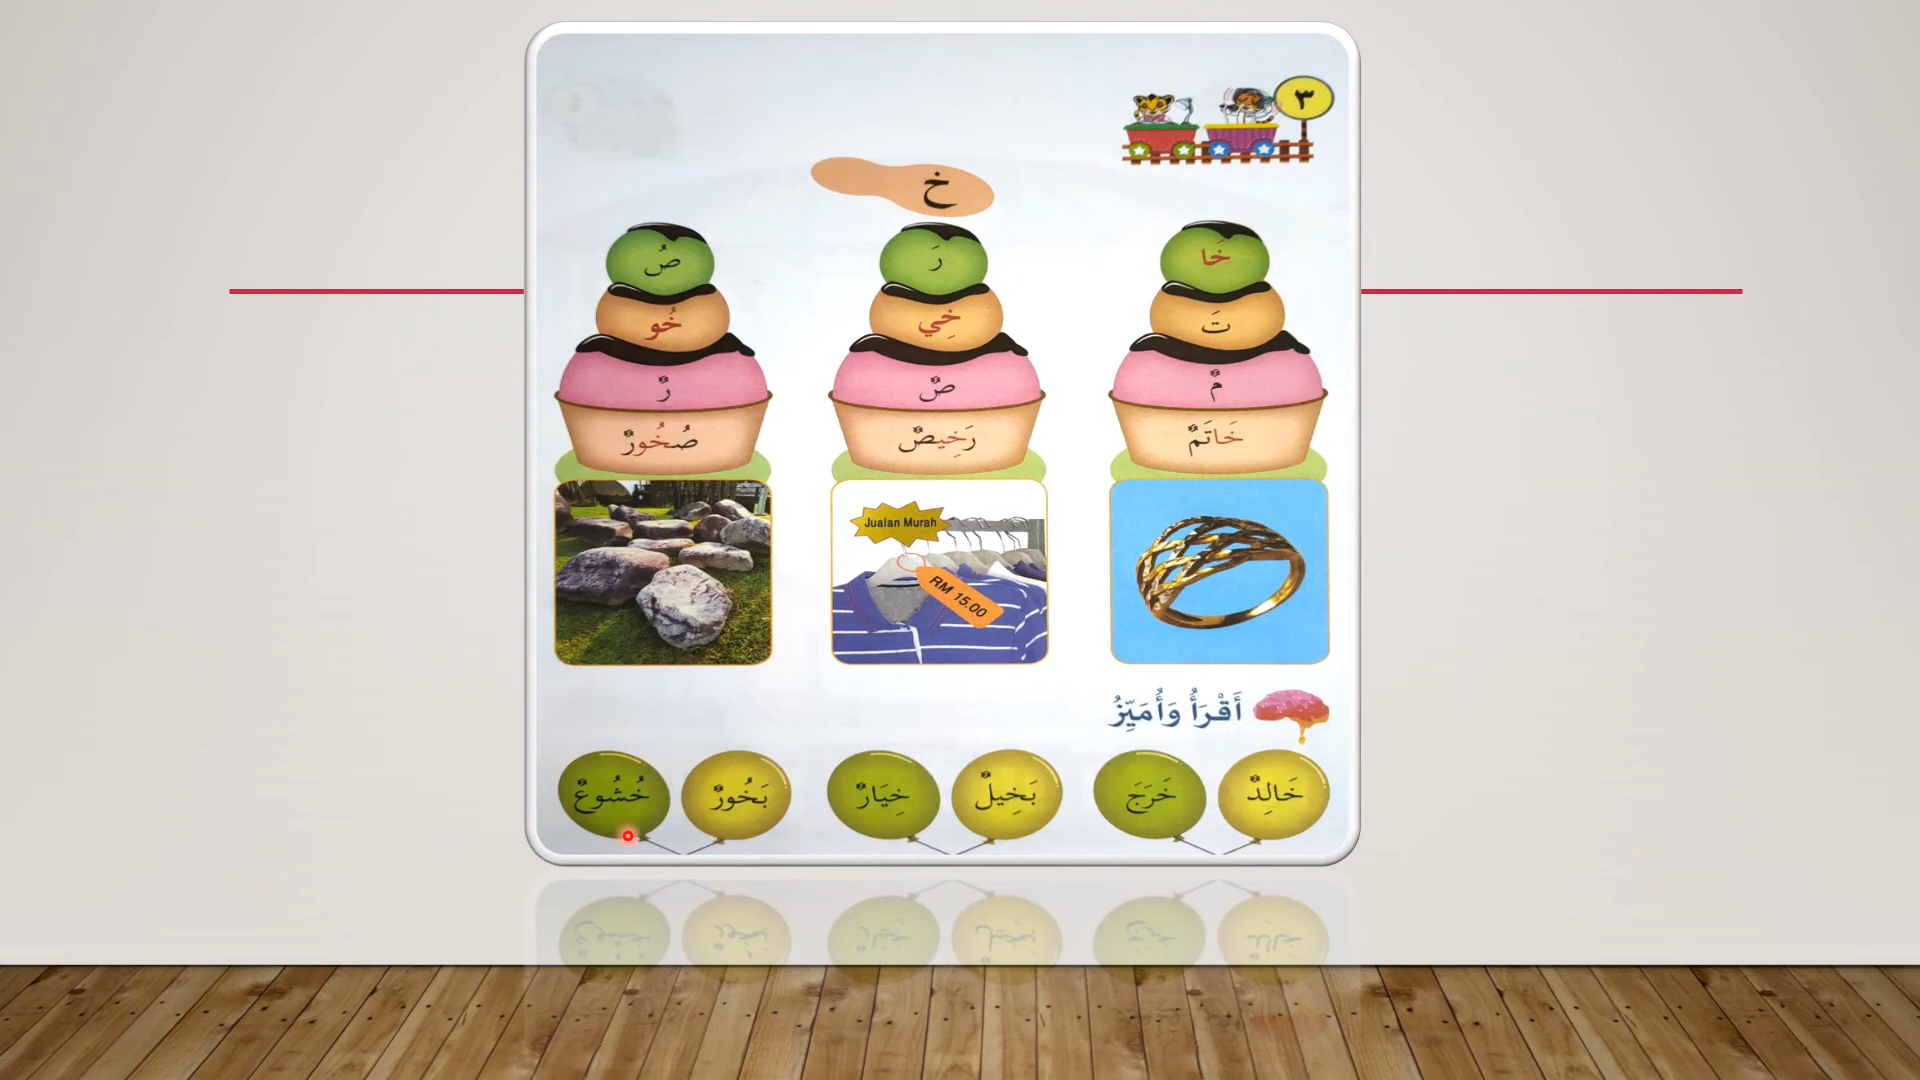 ٣
خ
خَا
رَ
صُ
تَ
خِي
خُو
مٌ
صٌ
رٌ
خَاتَمٌ
رَخِيصٌ
صُخُورٌ
Jualan Murah
RM 15.00
أَقْرَأُ وَأُمَيِّزُ
خَالِدٌ خَرَجَ بَخِيلٌ خِيَارٌ بَخُورٌ خُشُوعٌ